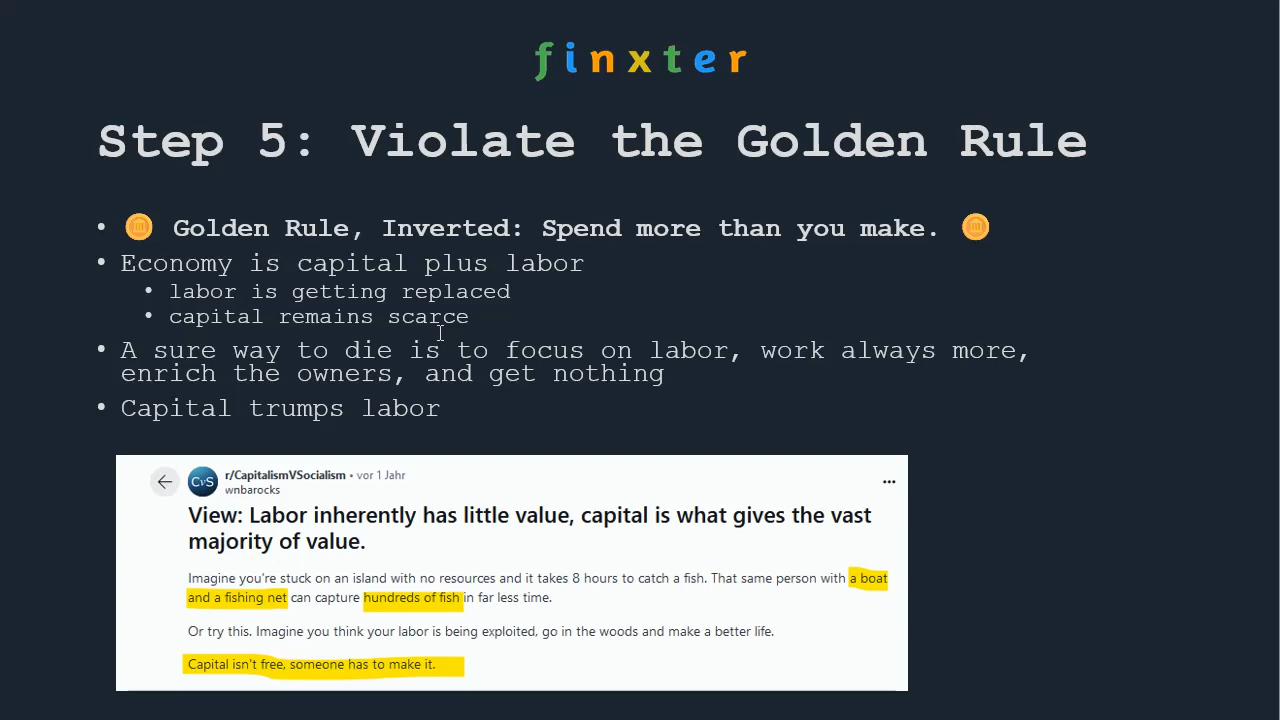 finxter
Step 5: Violate the Golden Rule
• Golden Rule, Inverted: Spend more than you make.
• Economy is capital plus labor
• labor is getting replaced
• capital remains scarce
• A sure way to die is to focus on labor, work always more,
enrich the owners, and get nothing
• Capital trumps labor
CvS
r/CapitalismVSocialism • vor 1 Jahr
wnbarocks
View: Labor inherently has little value, capital is what gives the vast
majority of value.
Imagine you're stuck on an island with no resources and it takes 8 hours to catch a fish. That same person with a boat
and a fishing net can capture hundreds of fish in far less time.
Or try this. Imagine you think your labor is being exploited, go in the woods and make a better life.
Capital isn't free, someone has to make it.